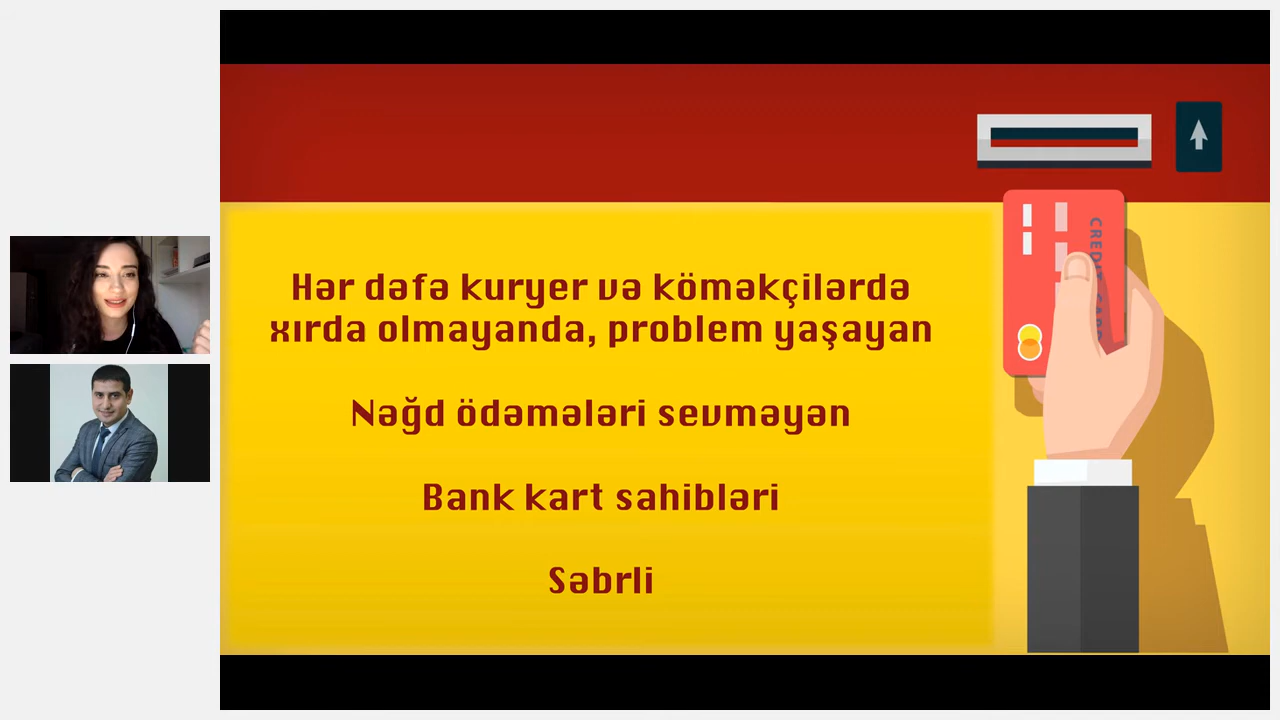 Hər dəfə kuryer və köməkçilərdə
xırda olmayanda, problem yaşayan
Nəğd ödəmələri sevməyən
Bank kart sahibləri
Səbrli